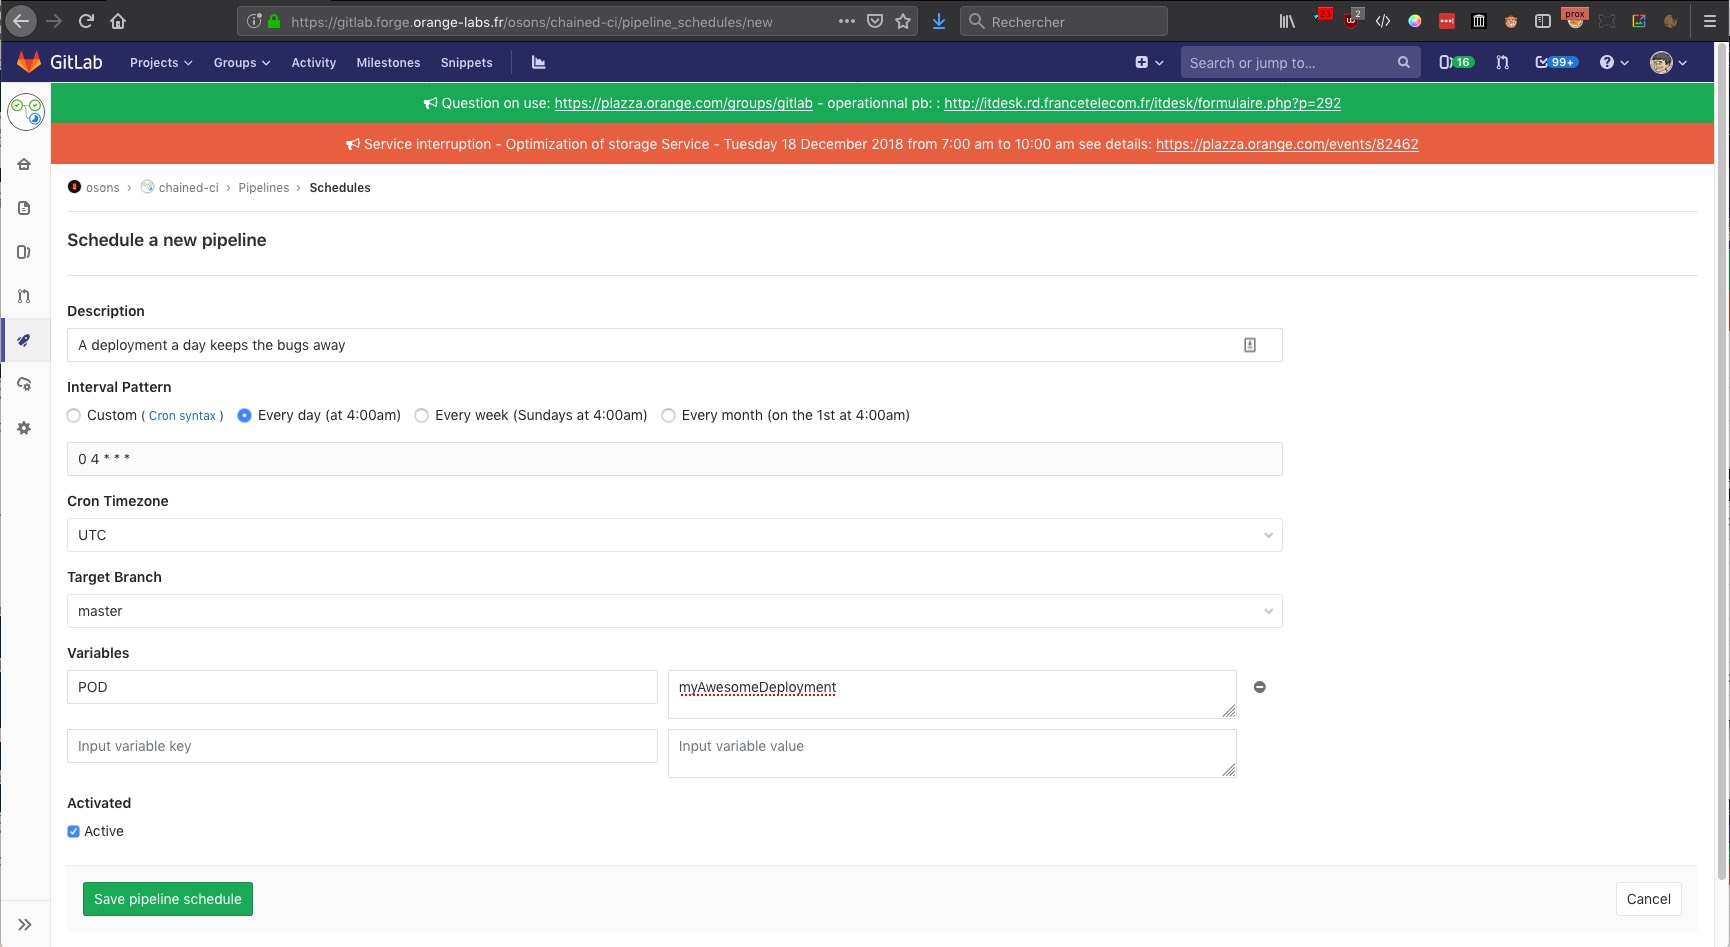 https://gitlab.forge.orange-labs.fr/osons/chained-ci/pipeline_schedules/new
Rechercher
23
2
prox
GitLab Projects Groups Activity Milestones Snippets
Search or jump to...
16
99+
Question on use: https://plazza.orange.com/groups/gitlab - operationnal pb: : http://itdesk.rd.francetelecom.fr/itdesk/formulaire.php?p=292
Service interruption - Optimization of storage Service - Tuesday 18 December 2018 from 7:00 am to 10:00 am see details: https://plazza.orange.com/events/82462
osons › chained-ci › Pipelines › Schedules
Schedule a new pipeline
Description
A deployment a day keeps the bugs away
Interval Pattern
Custom ( Cron syntax ) Every day (at 4:00am) Every week (Sundays at 4:00am) Every month (on the 1st at 4:00am)
0 4 * * *
Cron Timezone
UTC
Target Branch
master
Variables
POD myAwesomeDeployment
Input variable key Input variable value
Activated
Active
Save pipeline schedule Cancel